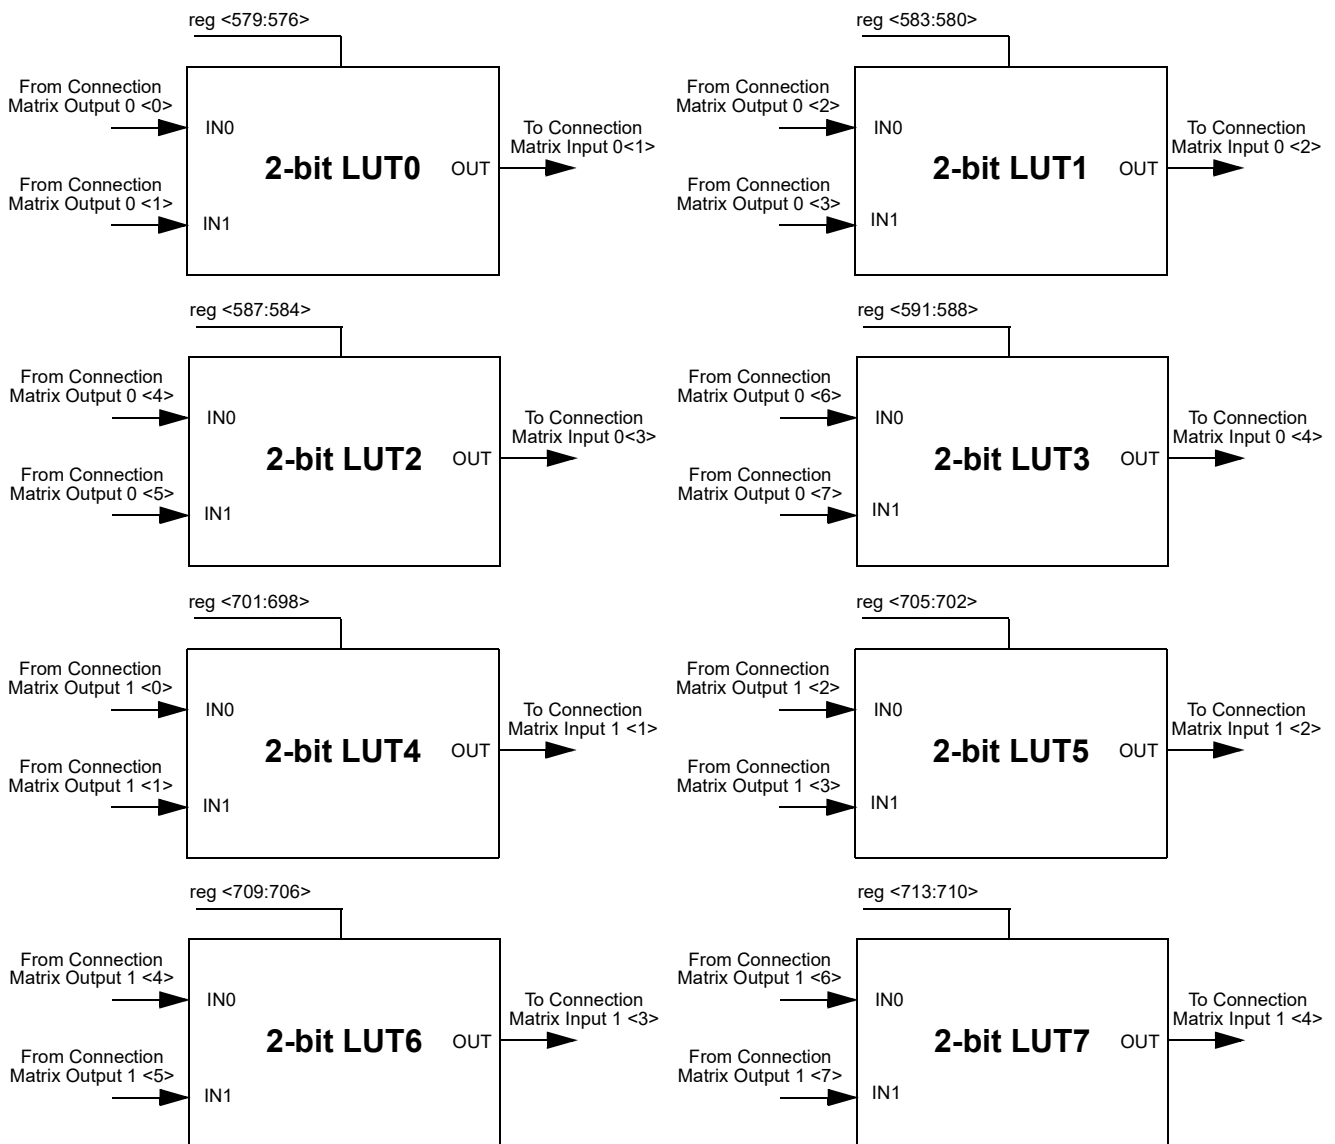 reg <579:576>
From Connection
Matrix Output 0 <0>
IN0
From Connection
Matrix Output 0 <1>
IN1
2-bit LUT0
OUT
To Connection
Matrix Input 0<1>
reg <583:580>
From Connection
Matrix Output 0 <2>
IN0
From Connection
Matrix Output 0 <3>
IN1
2-bit LUT1
OUT
To Connection
Matrix Input 0 <2>
reg <587:584>
From Connection
Matrix Output 0 <4>
IN0
From Connection
Matrix Output 0 <5>
IN1
2-bit LUT2
OUT
To Connection
Matrix Input 0<3>
reg <591:588>
From Connection
Matrix Output 0 <6>
IN0
From Connection
Matrix Output 0 <7>
IN1
2-bit LUT3
OUT
To Connection
Matrix Input 0 <4>
reg <701:698>
From Connection
Matrix Output 1 <0>
IN0
From Connection
Matrix Output 1 <1>
IN1
2-bit LUT4
OUT
To Connection
Matrix Input 1 <1>
reg <705:702>
From Connection
Matrix Output 1 <2>
IN0
From Connection
Matrix Output 1 <3>
IN1
2-bit LUT5
OUT
To Connection
Matrix Input 1 <2>
reg <709:706>
From Connection
Matrix Output 1 <4>
IN0
From Connection
Matrix Output 1 <5>
IN1
2-bit LUT6
OUT
To Connection
Matrix Input 1 <3>
reg <713:710>
From Connection
Matrix Output 1 <6>
IN0
From Connection
Matrix Output 1 <7>
IN1
2-bit LUT7
OUT
To Connection
Matrix Input 1 <4>